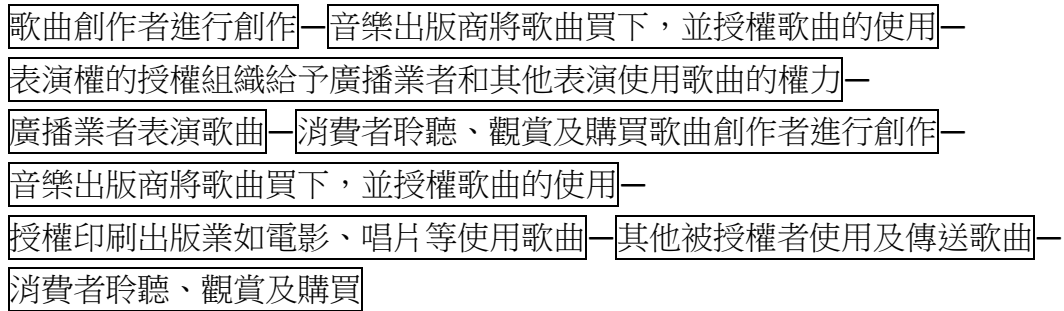 歌曲創作者進行創作—音樂出版商將歌曲買下，並授權歌曲的使用—
表演權的授權組織給予廣播業者和其他表演使用歌曲的權力—
廣播業者表演歌曲—消費者聆聽、觀賞及購買歌曲創作者進行創作—
音樂出版商將歌曲買下，並授權歌曲的使用—
授權印刷出版業如電影、唱片等使用歌曲—其他被授權者使用及傳送歌曲—
消費者聆聽、觀賞及購買